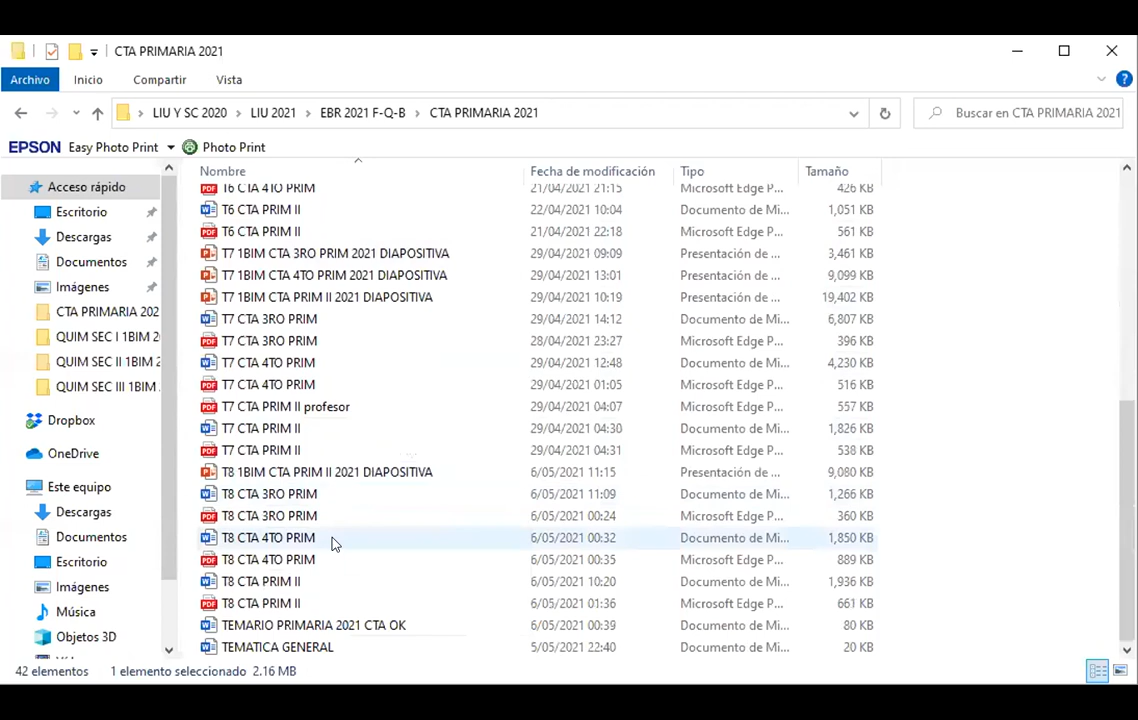 CTA PRIMARIA 2021
Archivo Inicio Compartir Vista
LIU Y SC 2020 LIU 2021 EBR 2021 F-Q-B CTA PRIMARIA 2021 Buscar en CTA PRIMARIA 2021
EPSON Easy Photo Print Photo Print
Nombre Fecha de modificación Tipo Tamaño
Acceso rápido
Escritorio
Descargas
Documentos
Imágenes
CTA PRIMARIA 202
QUIM SEC I 1BIM 2
QUIM SEC II 1BIM 2
QUIM SEC III 1BIM
Dropbox
OneDrive
Este equipo
Descargas
Documentos
Escritorio
Imágenes
Música
Objetos 3D
T6 CTA 4TO PRIM 21/04/2021 21:15 Microsoft Edge P... 426 KB
T6 CTA PRIM II 22/04/2021 10:04 Documento de Mi... 1,051 KB
T6 CTA PRIM II 21/04/2021 22:18 Microsoft Edge P... 561 KB
T7 1BIM CTA 3RO PRIM 2021 DIAPOSITIVA 29/04/2021 09:09 Presentación de ... 3,461 KB
T7 1BIM CTA 4TO PRIM 2021 DIAPOSITIVA 29/04/2021 13:01 Presentación de ... 9,099 KB
T7 1BIM CTA PRIM II 2021 DIAPOSITIVA 29/04/2021 10:19 Presentación de ... 19,402 KB
T7 CTA 3RO PRIM 29/04/2021 14:12 Documento de Mi... 6,807 KB
T7 CTA 3RO PRIM 28/04/2021 23:27 Microsoft Edge P... 396 KB
T7 CTA 4TO PRIM 29/04/2021 12:48 Documento de Mi... 4,230 KB
T7 CTA 4TO PRIM 29/04/2021 01:05 Microsoft Edge P... 516 KB
T7 CTA PRIM II profesor 29/04/2021 04:07 Microsoft Edge P... 557 KB
T7 CTA PRIM II 29/04/2021 04:30 Documento de Mi... 1,826 KB
T7 CTA PRIM II 29/04/2021 04:31 Microsoft Edge P... 538 KB
T8 1BIM CTA PRIM II 2021 DIAPOSITIVA 6/05/2021 11:15 Presentación de ... 9,080 KB
T8 CTA 3RO PRIM 6/05/2021 11:09 Documento de Mi... 1,266 KB
T8 CTA 3RO PRIM 6/05/2021 00:24 Microsoft Edge P... 360 KB
T8 CTA 4TO PRIM 6/05/2021 00:32 Documento de Mi... 1,850 KB
T8 CTA 4TO PRIM 6/05/2021 00:35 Microsoft Edge P... 889 KB
T8 CTA PRIM II 6/05/2021 10:20 Documento de Mi... 1,936 KB
T8 CTA PRIM II 6/05/2021 01:36 Microsoft Edge P... 661 KB
TEMARIO PRIMARIA 2021 CTA OK 6/05/2021 00:39 Documento de Mi... 80 KB
TEMATICA GENERAL 5/05/2021 22:40 Documento de Mi... 20 KB
42 elementos 1 elemento seleccionado 2.16 MB